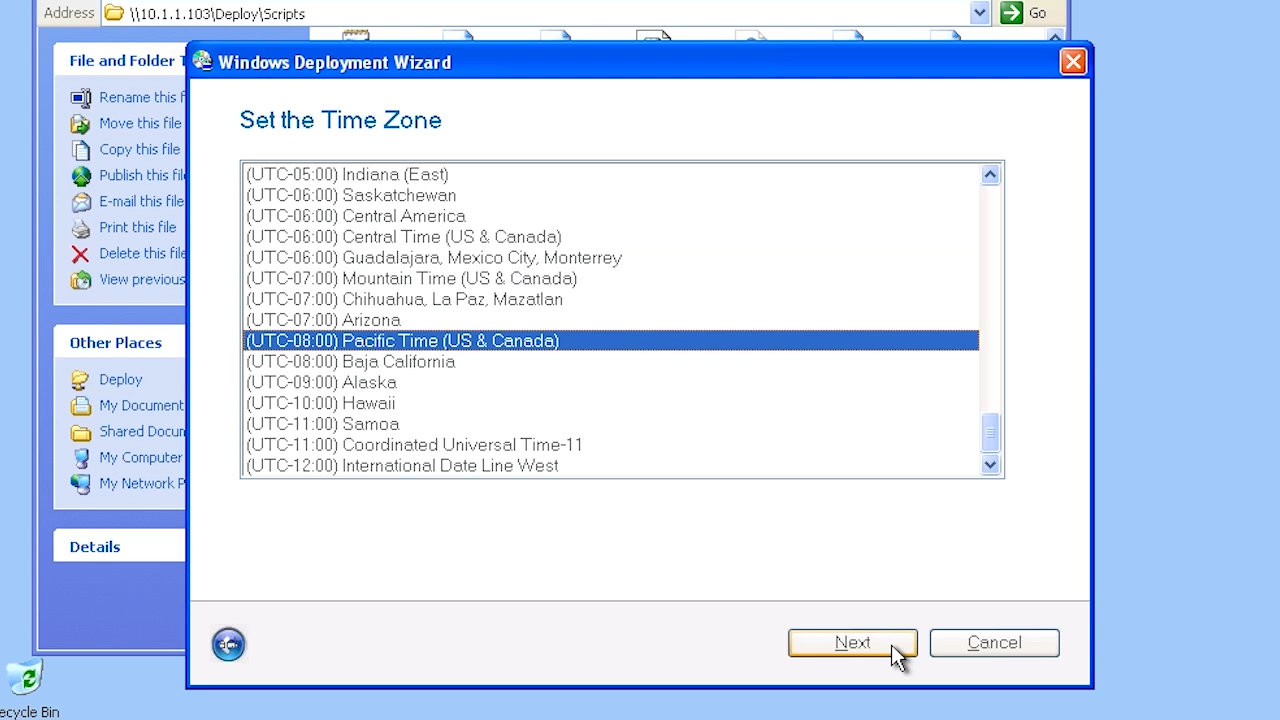 Address
\\10.1.1.103\Deploy\Scripts
Go
File and Folder T
Rename this f
Move this file
Copy this file
Publish this file
E-mail this file
Print this file
Delete this file
View previous
Other Places
Deploy
My Document
Shared Docum
My Computer
My Network P
Details
Windows Deployment Wizard
Set the Time Zone
(UTC-05:00) Indiana (East)
(UTC-06:00) Saskatchewan
(UTC-06:00) Central America
(UTC-06:00) Central Time (US & Canada)
(UTC-06:00) Guadalajara, Mexico City, Monterrey
(UTC-07:00) Mountain Time (US & Canada)
(UTC-07:00) Chihuahua, La Paz, Mazatlan
(UTC-07:00) Arizona
(UTC-08:00) Pacific Time (US & Canada)
(UTC-08:00) Baja California
(UTC-09:00) Alaska
(UTC-10:00) Hawaii
(UTC-11:00) Samoa
(UTC-11:00) Coordinated Universal Time-11
(UTC-12:00) International Date Line West
Next
Cancel
ecycle Bin